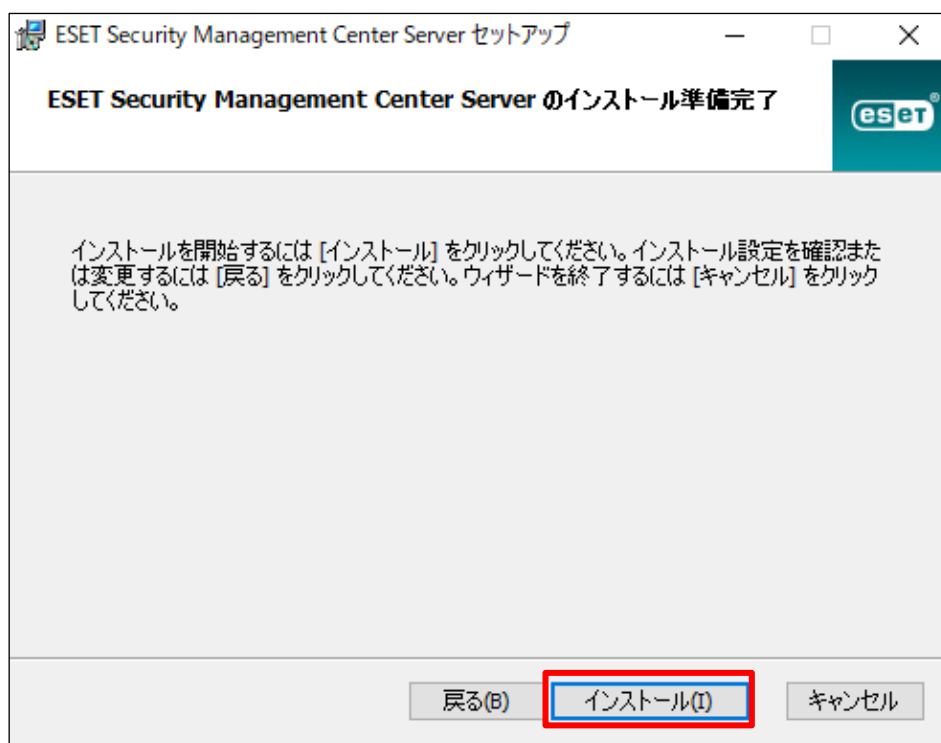 ESET Security Management Center Server セットアップ
ESET Security Management Center Server のインストール準備完了
eset®
インストールを開始するには [インストール] をクリックしてください。インストール設定を確認また
は変更するには [戻る] をクリックしてください。ウィザードを終了するには [キャンセル] をクリック
してください。
戻る(B) インストール(I) キャンセル